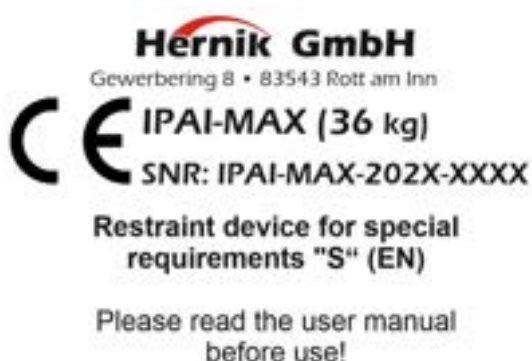 Hernik GmbH
Gewerbering 8 • 83543 Rott am Inn
CE IPAI-MAX (36 kg)
SNR: IPAI-MAX-202X-XXXX
Restraint device for special
requirements "S“ (EN)
Please read the user manual
before use!